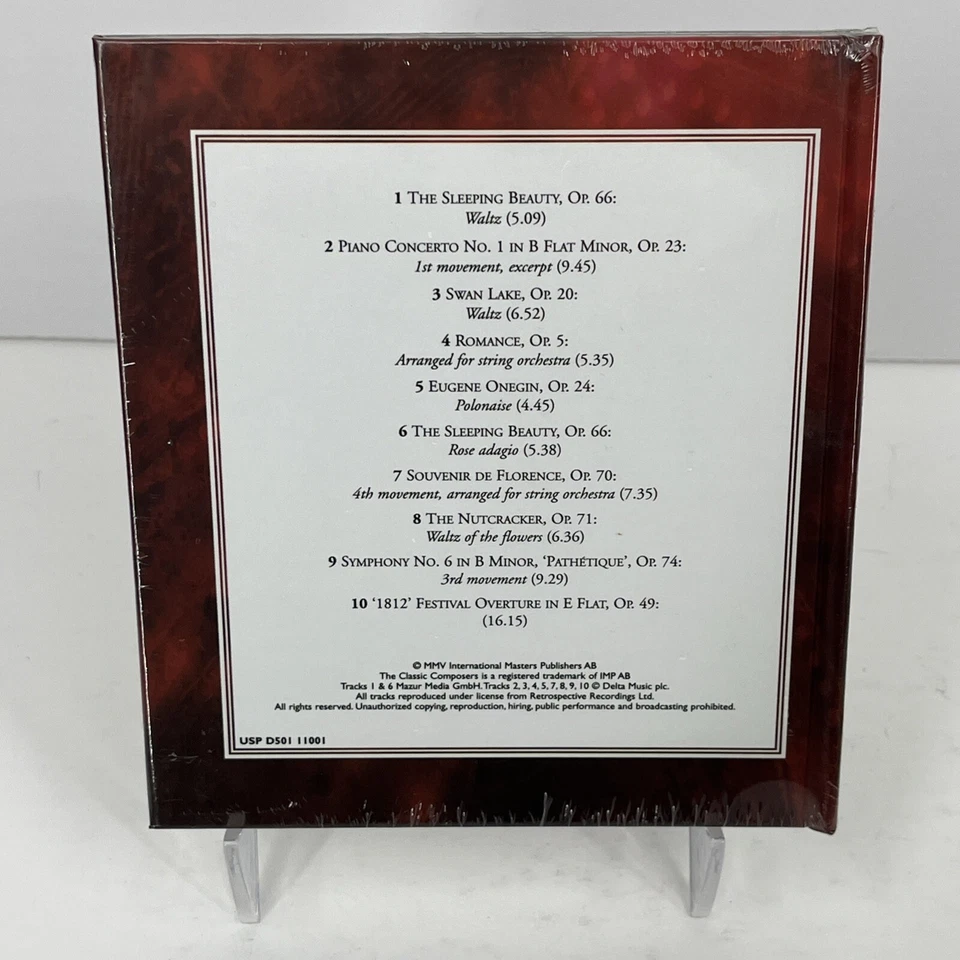 1 The Sleeping Beauty, Op. 66:
Waltz (5.09)
2 Piano Concerto No. 1 in B Flat Minor, Op. 23:
1st movement, excerpt (9.45)
3 Swan Lake, Op. 20:
Waltz (6.52)
4 Romance, Op. 5:
Arranged for string orchestra (5.35)
5 Eugene Onegin, Op. 24:
Polonaise (4.45)
6 The Sleeping Beauty, Op. 66:
Rose adagio (5.38)
7 Souvenir de Florence, Op. 70:
4th movement, arranged for string orchestra (7.35)
8 The Nutcracker, Op. 71:
Waltz of the flowers (6.36)
9 Symphony No. 6 in B Minor, ‘Pathétique’, Op. 74:
3rd movement (9.29)
10 ‘1812’ Festival Overture in E Flat, Op. 49:
(16.15)
© MMV International Masters Publishers AB
The Classic Composers is a registered trademark of IMP AB
Tracks 1 & 6 Mazur Media GmbH. Tracks 2, 3, 4, 5, 7, 8, 9, 10 © Delta Music plc.
All tracks reproduced under license from Retrospective Recordings Ltd.
All rights reserved. Unauthorized copying, reproduction, hiring, public performance and broadcasting prohibited.
USP D501 11001